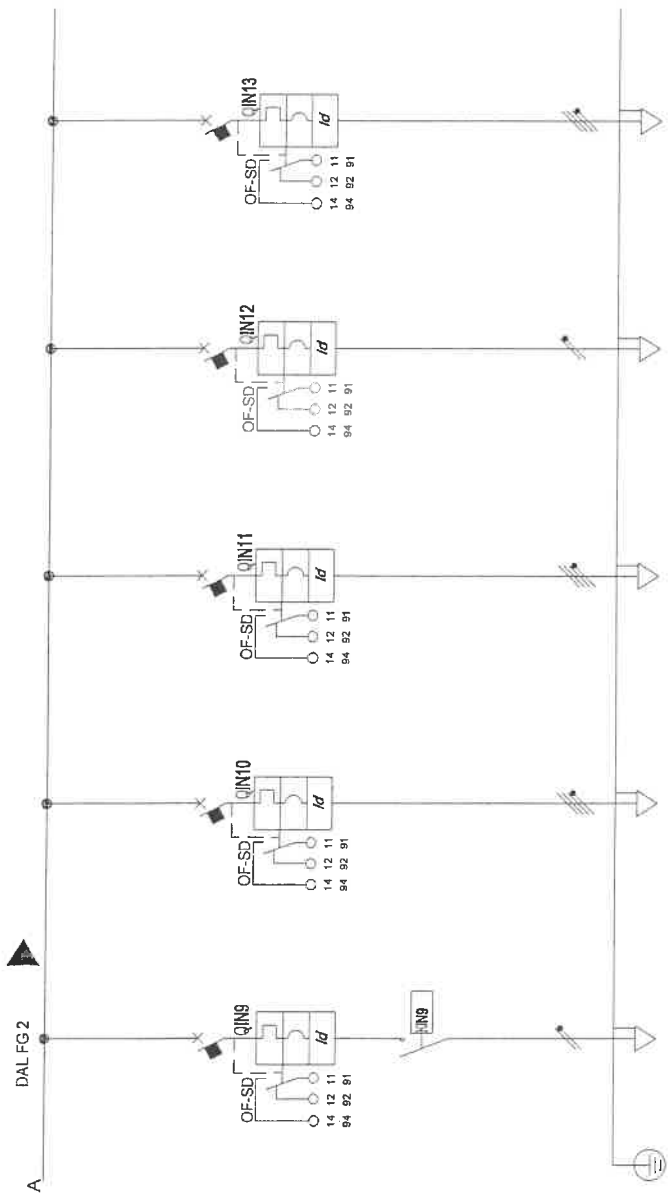 A
DAL FG 2
QIN9
OF-SD
14 12 11
94 92 91
Id
QIN10
OF-SD
14 12 11
94 92 91
Id
QIN11
OF-SD
14 12 11
94 92 91
Id
QIN12
OF-SD
14 12 11
94 92 91
Id
QIN13
OF-SD
14 12 11
94 92 91
Id